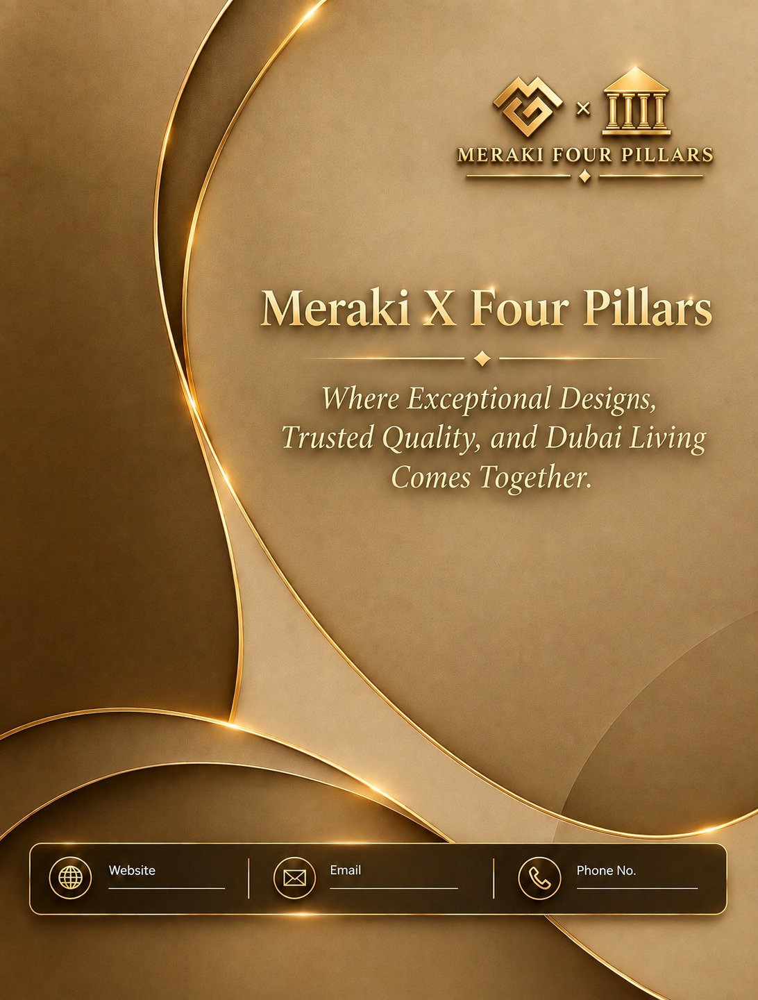 ×
MERAKI FOUR PILLARS
Meraki X Four Pillars
Where Exceptional Designs,
Trusted Quality, and Dubai Living
Comes Together.
Website
Email
Phone No.